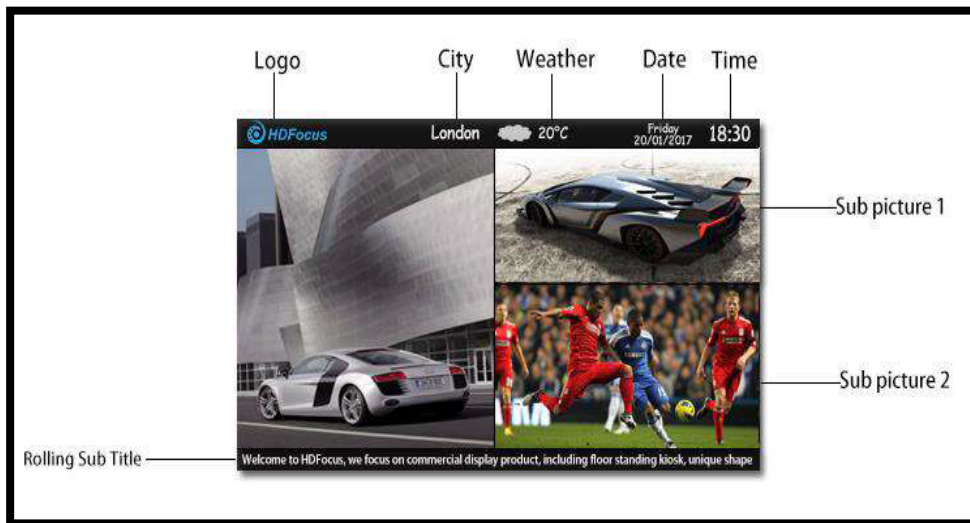 Logo
City
Weather
Date
Time
HDFocus
London
20°C
Friday
20/01/2017
18:30
Sub picture 1
SAMSUNG
Sub picture 2
Rolling Sub Title
Welcome to HDFocus, we focus on commercial display product, including floor standing kiosk, unique shape